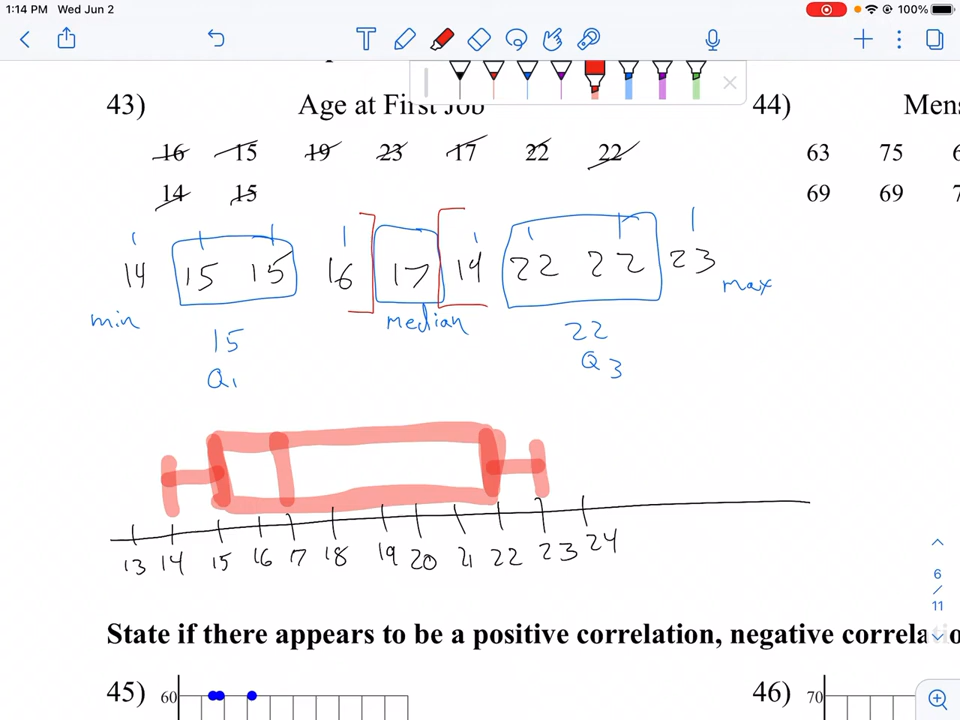 1:14 PM Wed Jun 2 100%
T
43) Age at First Job 44) Mens
16 15 19 23 17 22 22 63 75 6
14 15 69 69 7
14 15 15 16 17 19 22 22 23
min median max
15 22
Q1 Q3
13 14 15 16 17 18 19 20 21 22 23 24
6
/
11
State if there appears to be a positive correlation, negative correla
45) 60 46) 70